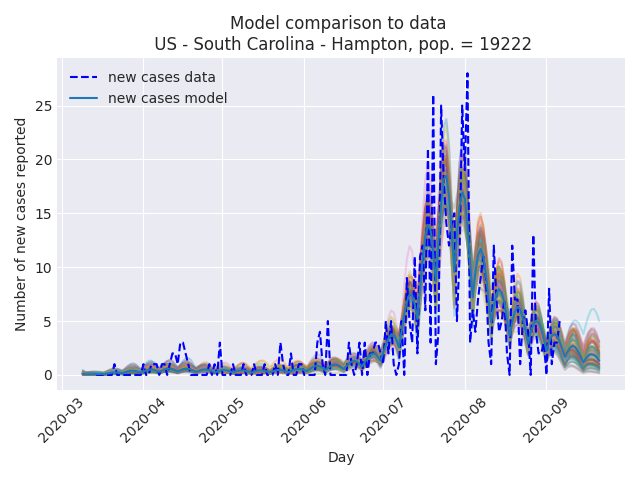 Model comparison to data
US - South Carolina - Hampton, pop. = 19222
new cases data
new cases model
Number of new cases reported
25
20
15
10
5
0
2020-03
2020-04
2020-05
2020-06
2020-07
2020-08
2020-09
Day